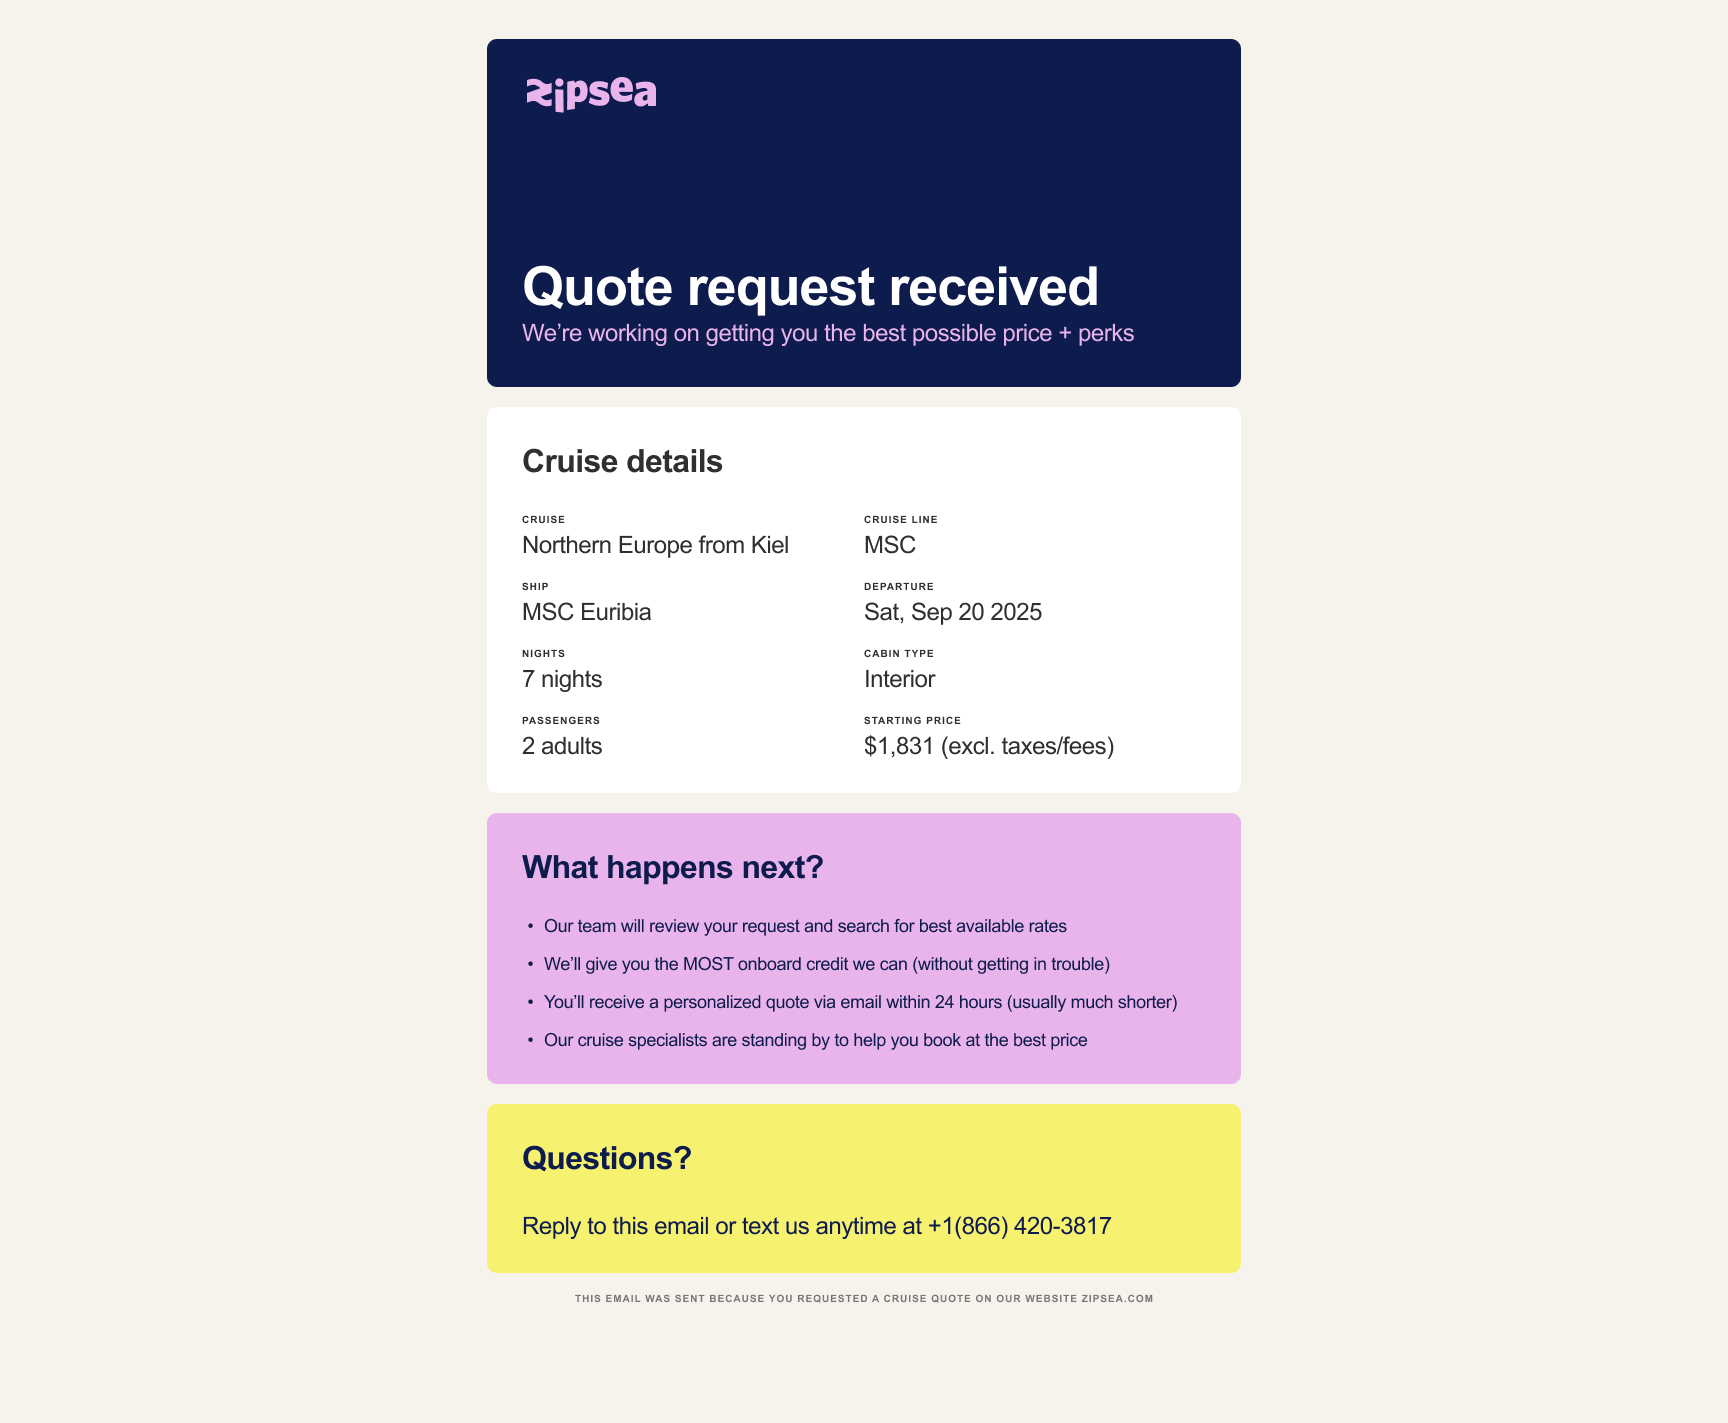 zipsea
Quote request received
We’re working on getting you the best possible price + perks
Cruise details
CRUISE
Northern Europe from Kiel
CRUISE LINE
MSC
SHIP
MSC Euribia
DEPARTURE
Sat, Sep 20 2025
NIGHTS
7 nights
CABIN TYPE
Interior
PASSENGERS
2 adults
STARTING PRICE
$1,831 (excl. taxes/fees)
What happens next?
• Our team will review your request and search for best available rates
• We’ll give you the MOST onboard credit we can (without getting in trouble)
• You’ll receive a personalized quote via email within 24 hours (usually much shorter)
• Our cruise specialists are standing by to help you book at the best price
Questions?
Reply to this email or text us anytime at +1(866) 420-3817
THIS EMAIL WAS SENT BECAUSE YOU REQUESTED A CRUISE QUOTE ON OUR WEBSITE ZIPSEA.COM